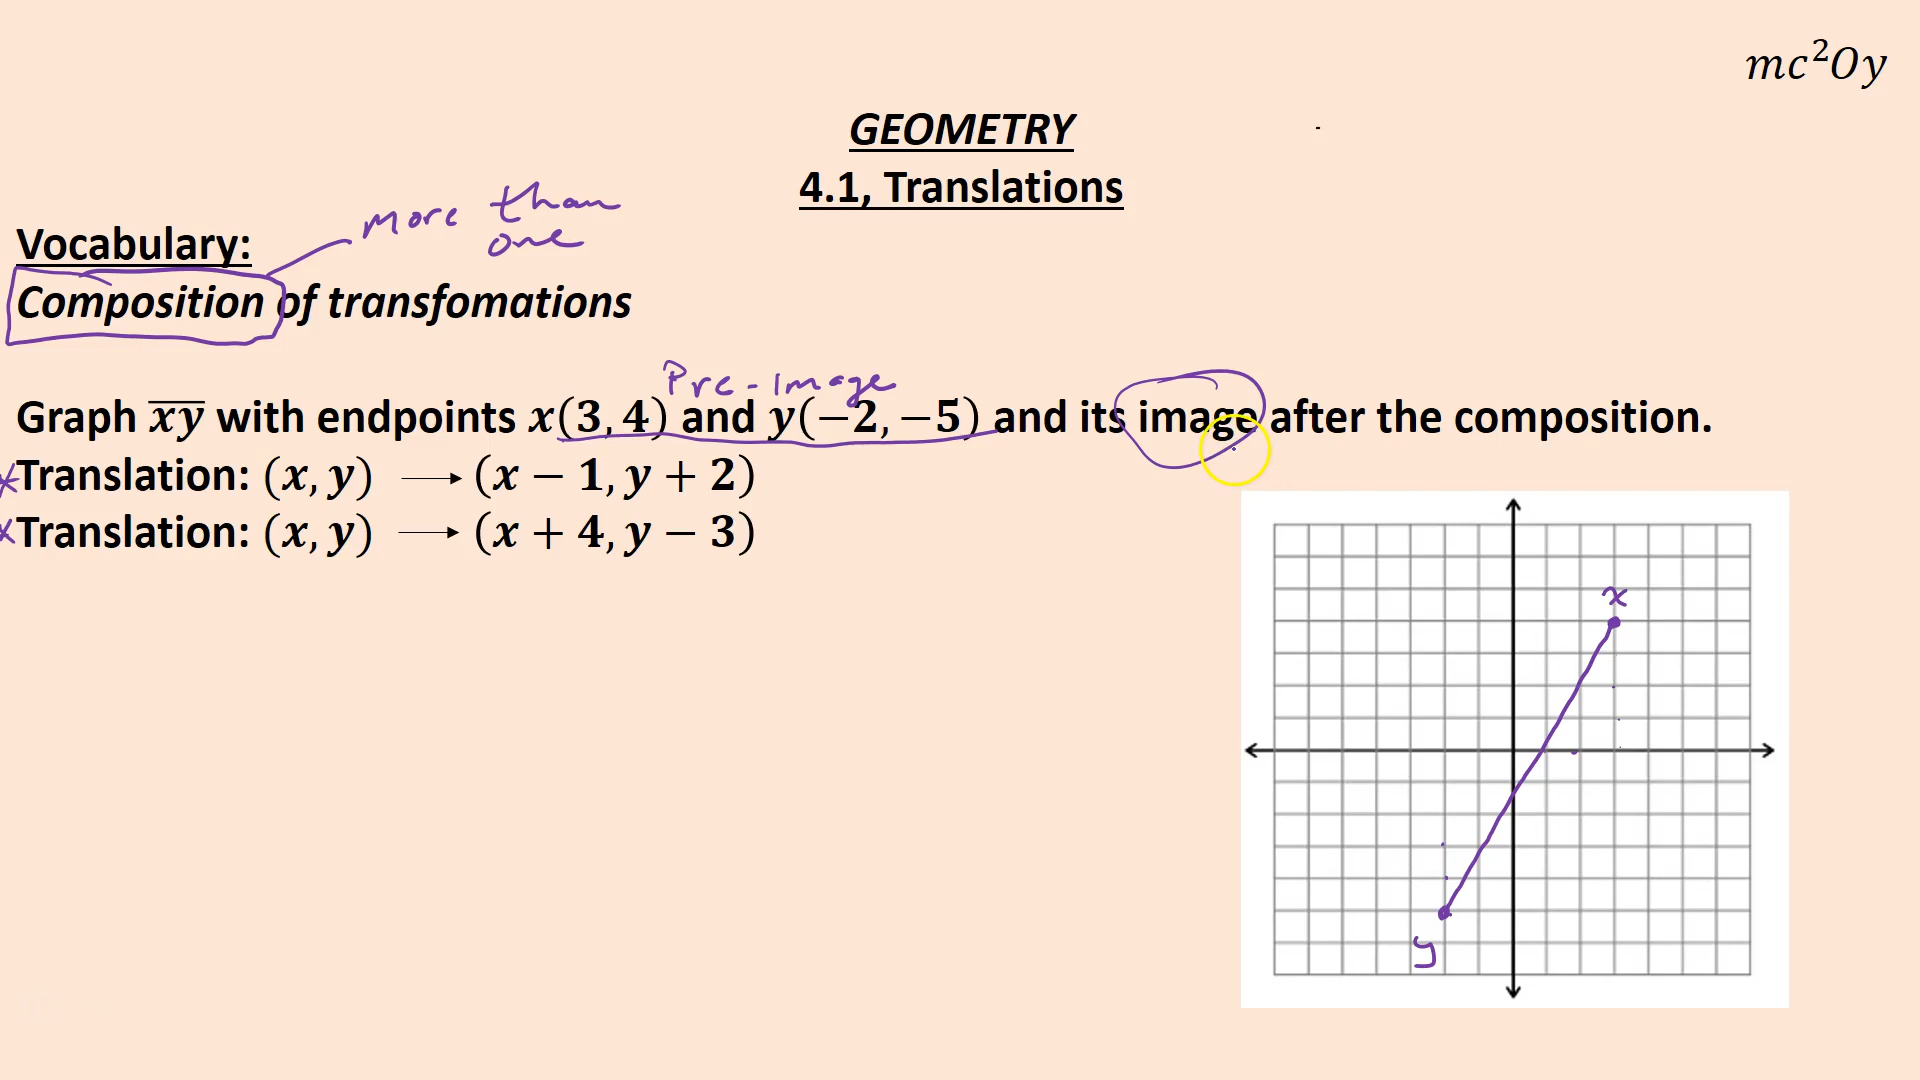 mc²Oy
GEOMETRY
4.1, Translations
More than
one
Vocabulary:
Composition of transfomations
Pre-image
Graph x̅y̅ with endpoints x(3, 4) and y(−2, −5) and its image after the composition.
Translation: (x, y) ⟶ (x − 1, y + 2)
Translation: (x, y) ⟶ (x + 4, y − 3)
x
y